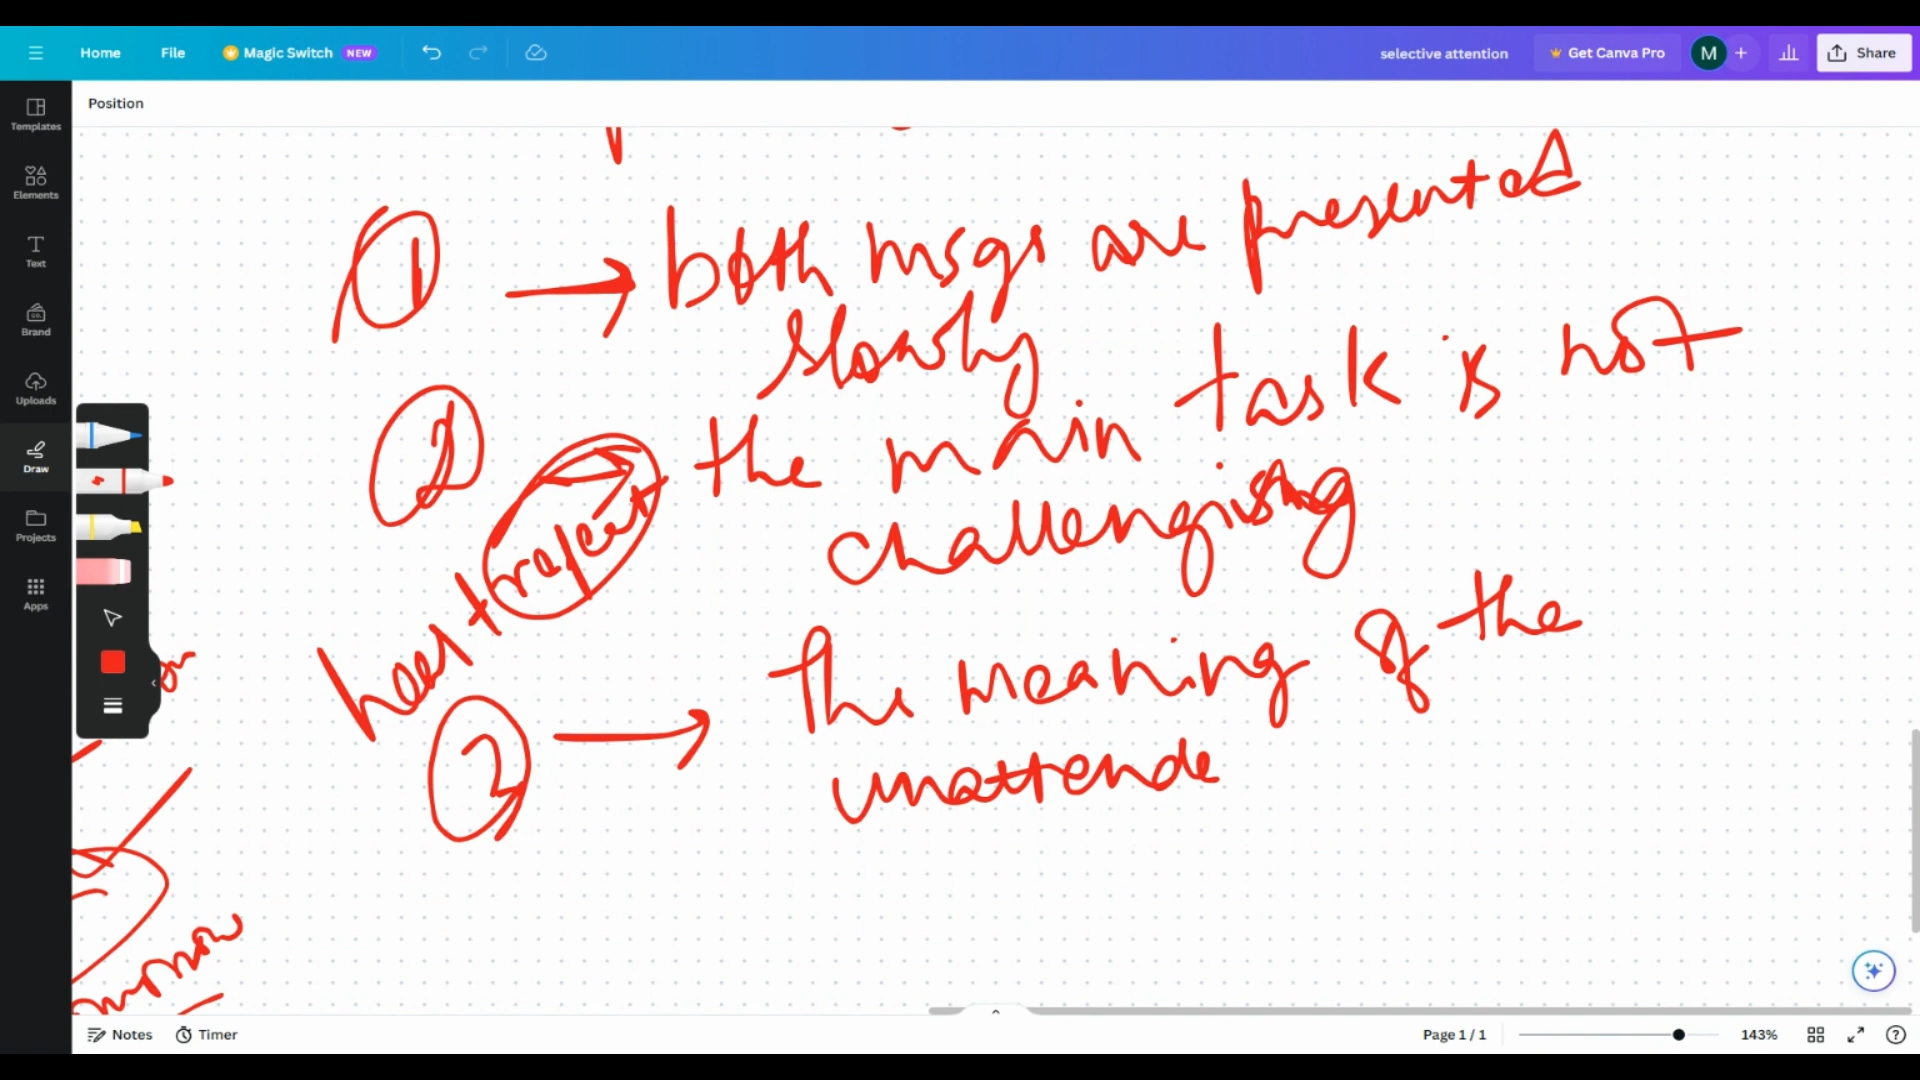 Home File Magic Switch NEW selective attention Get Canva Pro M + Share
Position
Templates
Elements
Text
Brand
Uploads
Draw
Projects
Apps
1 → both msgs are presented
slowly
2 → the main task is not
challenging
3 → The meaning of the
unattende
Notes Timer Page 1 / 1 143%